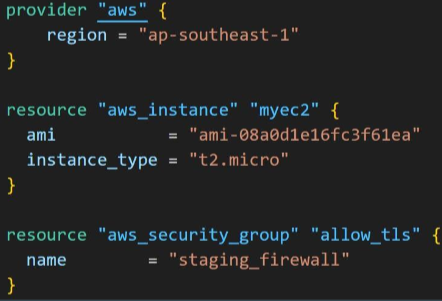 provider "aws" {
    region = "ap-southeast-1"
}
resource "aws_instance" "myec2" {
  ami           = "ami-08a0d1e16fc3f61ea"
  instance_type = "t2.micro"
}
resource "aws_security_group" "allow_tls" {
  name        = "staging_firewall"
}